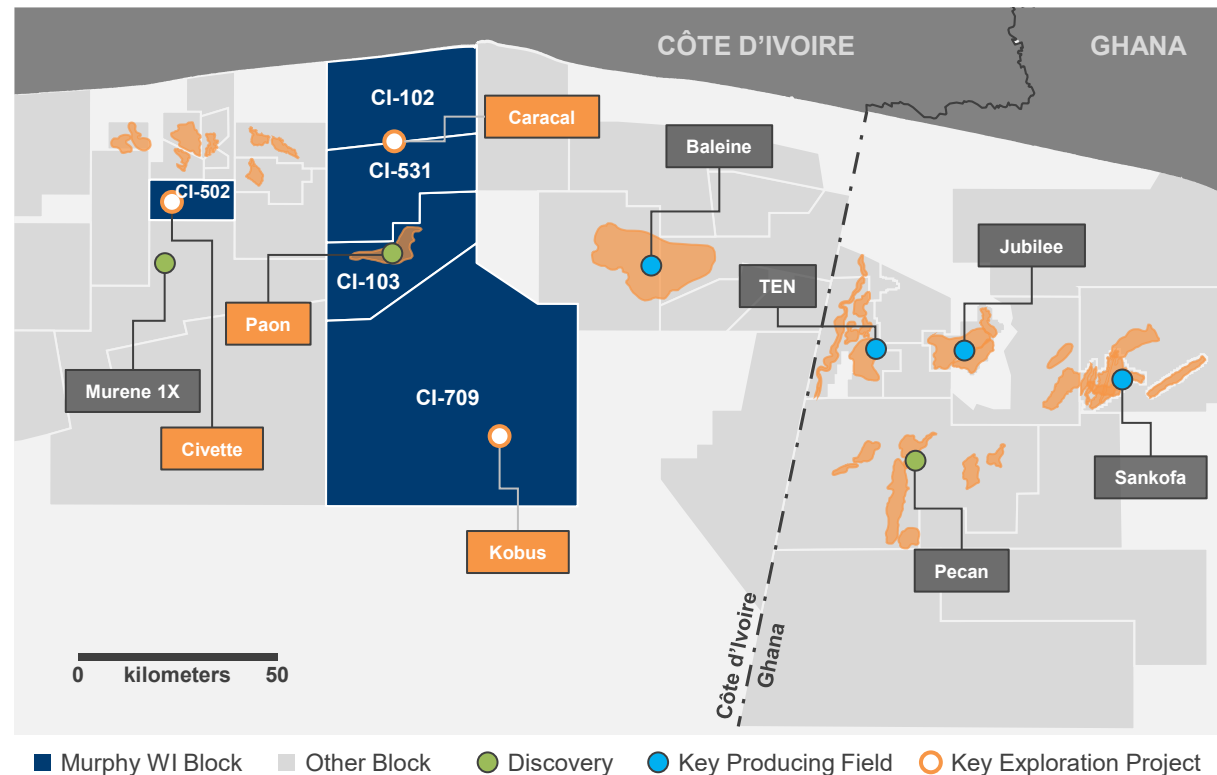 CÔTE D'IVOIRE
GHANA
CI-102
Caracal
CI-531
Baleine
CI-502
Jubilee
CI-103
TEN
Paon
Murene 1X
CI-709
Civette
Sankofa
Kobus
Pecan
Côte d'Ivoire
Ghana
0 kilometers 50
Murphy WI Block
Other Block
Discovery
Key Producing Field
Key Exploration Project